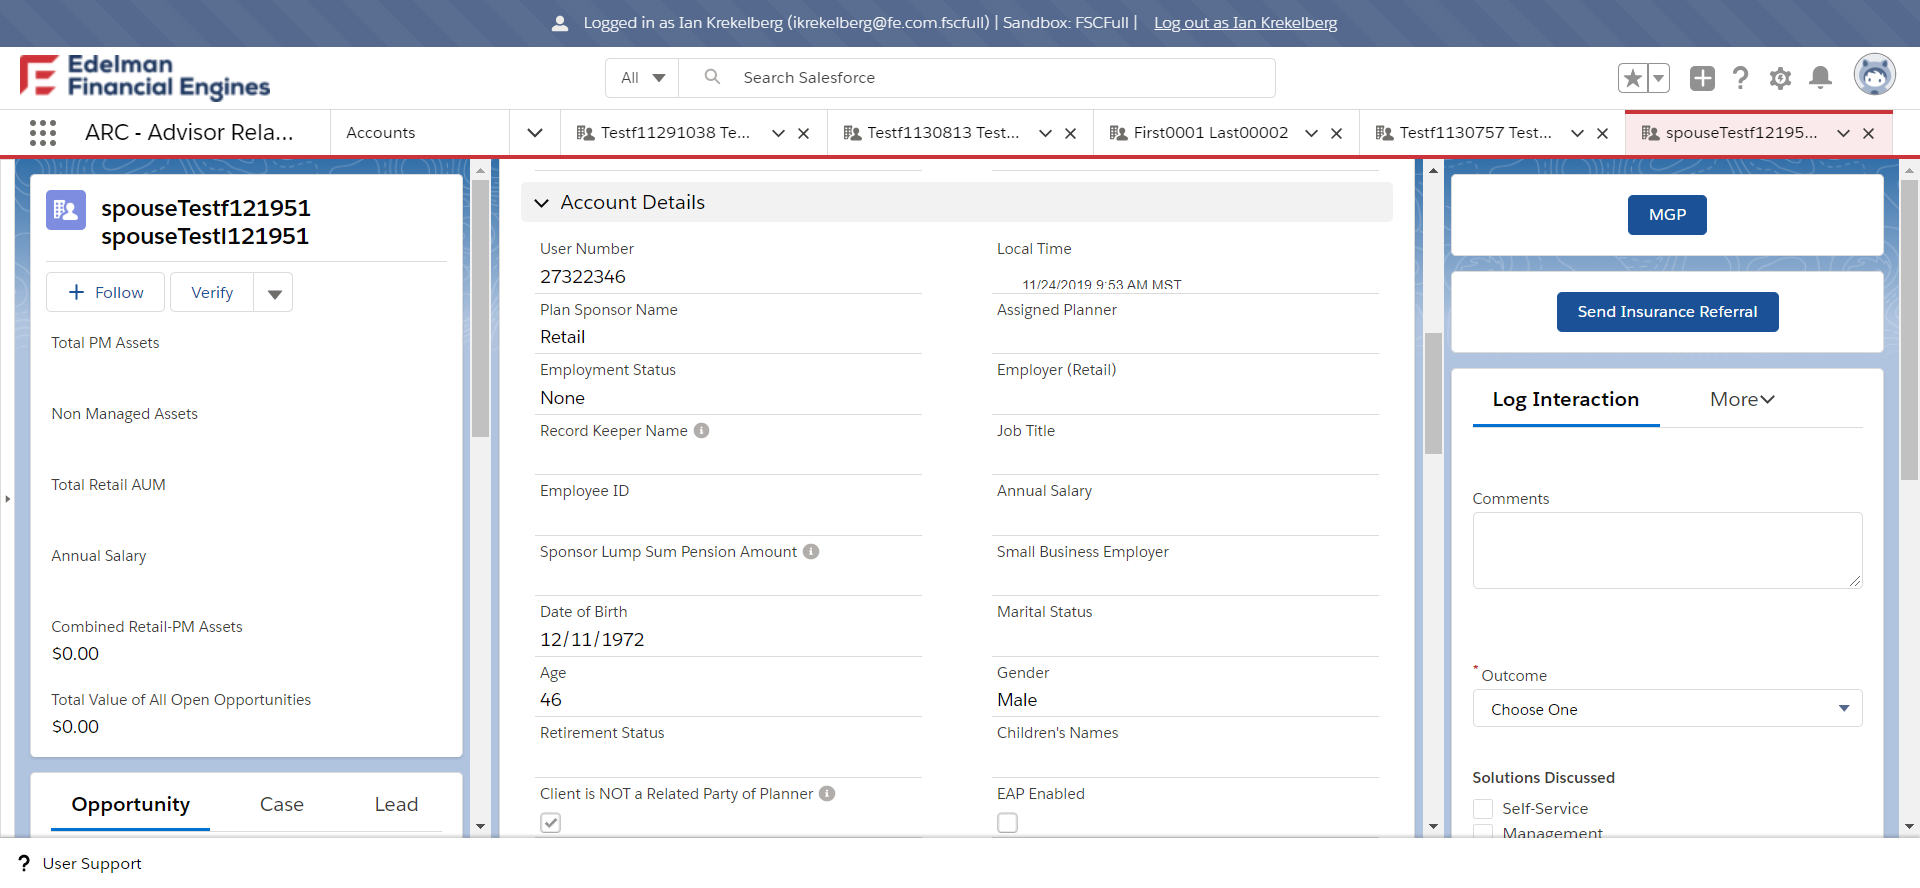 Logged in as Ian Krekelberg (ikrekelberg@fe.com.fscfull) | Sandbox: FSCFull | Log out as Ian Krekelberg
Edelman
Financial Engines
All
Search Salesforce
ARC - Advisor Rela...
Accounts
Testf11291038 Te...
Testf1130813 Test...
First0001 Last00002
Testf1130757 Test...
spouseTestf12195...
spouseTestf121951
spouseTestl121951
Follow
Verify
Total PM Assets
Non Managed Assets
Total Retail AUM
Annual Salary
Combined Retail-PM Assets
$0.00
Total Value of All Open Opportunities
$0.00
Opportunity
Case
Lead
Account Details
User Number
27322346
Local Time
11/24/2019 9:53 AM MST
Plan Sponsor Name
Retail
Assigned Planner
Employment Status
None
Employer (Retail)
Record Keeper Name
Job Title
Employee ID
Annual Salary
Sponsor Lump Sum Pension Amount
Small Business Employer
Date of Birth
12/11/1972
Marital Status
Age
46
Gender
Male
Retirement Status
Children's Names
Client is NOT a Related Party of Planner
EAP Enabled
MGP
Send Insurance Referral
Log Interaction
More
Comments
* Outcome
Choose One
Solutions Discussed
Self-Service
Management
? User Support